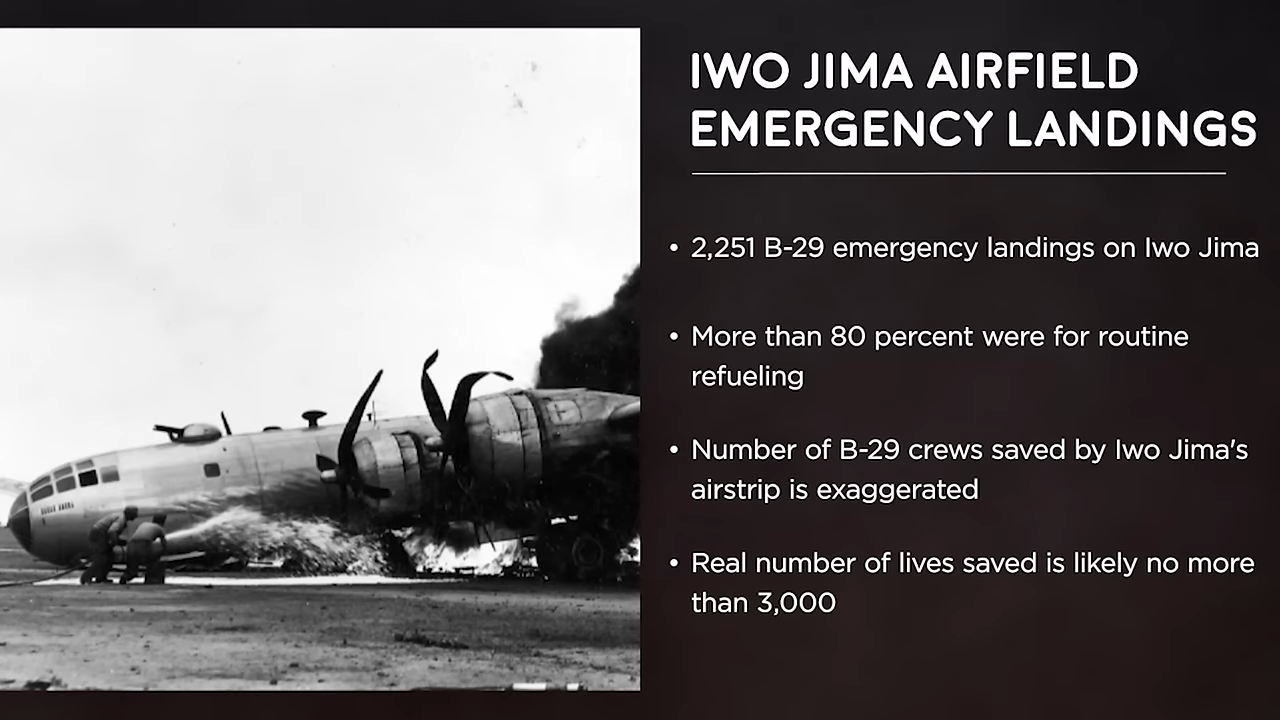 IWO JIMA AIRFIELD
EMERGENCY LANDINGS
• 2,251 B-29 emergency landings on Iwo Jima
• More than 80 percent were for routine
refueling
• Number of B-29 crews saved by Iwo Jima's
airstrip is exaggerated
• Real number of lives saved is likely no more
than 3,000